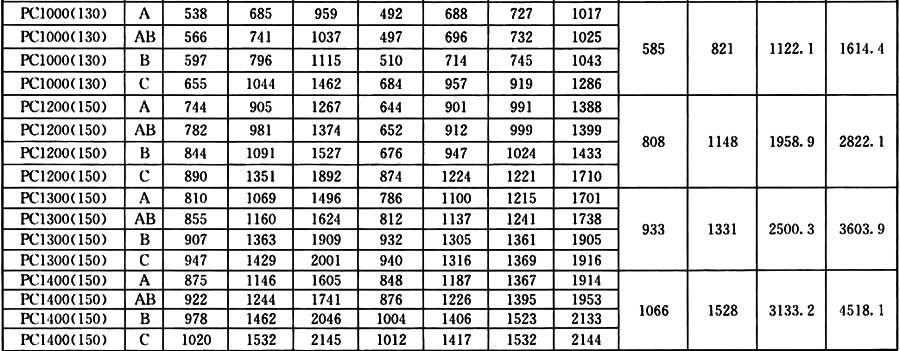 PC1000(130) A 538 685 959 492 688 727 1017 585 821 1122.1 1614.4
PC1000(130) AB 566 741 1037 497 696 732 1025
PC1000(130) B 597 796 1115 510 714 745 1043
PC1000(130) C 655 1044 1462 684 957 919 1286
PC1200(150) A 744 905 1267 644 901 991 1388 808 1148 1958.9 2822.1
PC1200(150) AB 782 981 1374 652 912 999 1399
PC1200(150) B 844 1091 1527 676 947 1024 1433
PC1200(150) C 890 1351 1892 874 1224 1221 1710
PC1300(150) A 810 1069 1496 786 1100 1215 1701 933 1331 2500.3 3603.9
PC1300(150) AB 855 1160 1624 812 1137 1241 1738
PC1300(150) B 907 1363 1909 932 1305 1361 1905
PC1300(150) C 947 1429 2001 940 1316 1369 1916
PC1400(150) A 875 1146 1605 848 1187 1367 1914 1066 1528 3133.2 4518.1
PC1400(150) AB 922 1244 1741 876 1226 1395 1953
PC1400(150) B 978 1462 2046 1004 1406 1523 2133
PC1400(150) C 1020 1532 2145 1012 1417 1532 2144